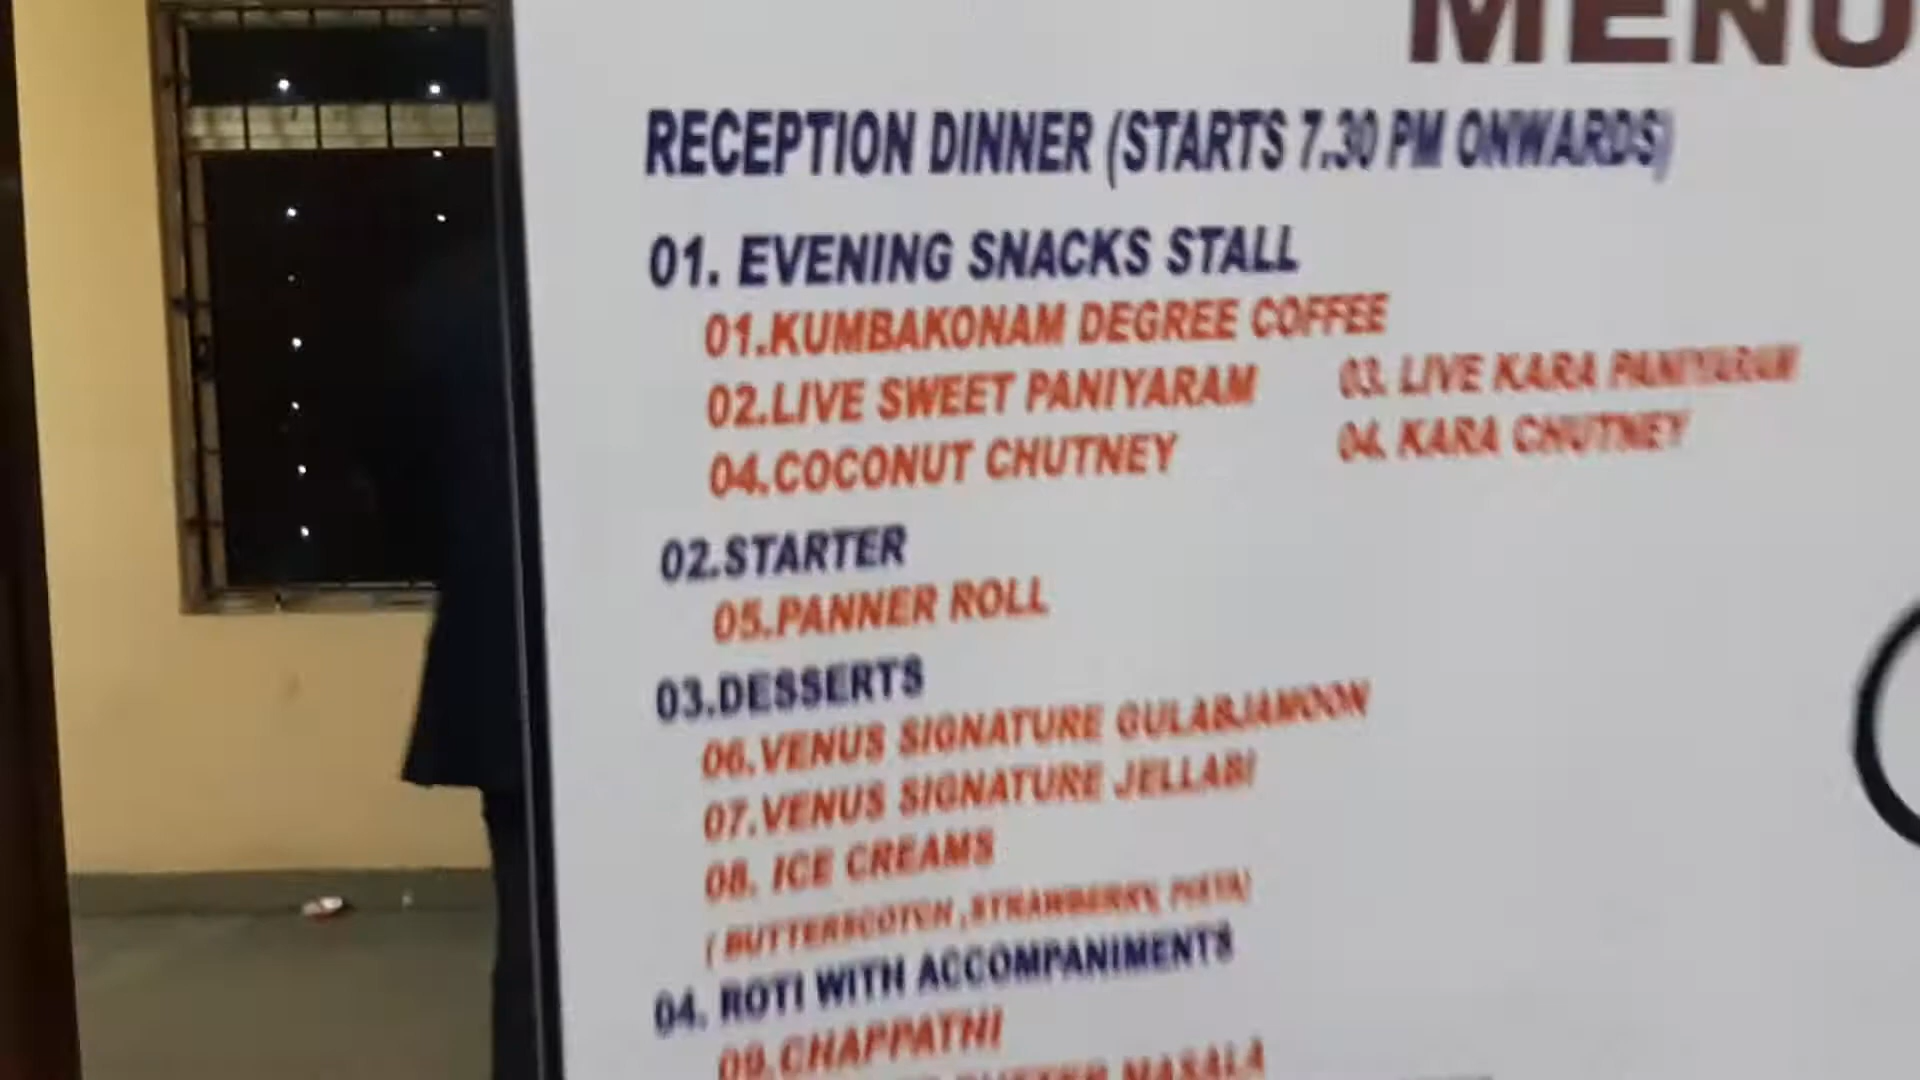 MENU
RECEPTION DINNER (STARTS 7.30 PM ONWARDS)
01. EVENING SNACKS STALL
01.KUMBAKONAM DEGREE COFFEE
02.LIVE SWEET PANIYARAM 03. LIVE KARA PANIYARAM
04.COCONUT CHUTNEY 04. KARA CHUTNEY
02.STARTER
05.PANNER ROLL
03.DESSERTS
06.VENUS SIGNATURE GULABJAMOON
07.VENUS SIGNATURE JELLABI
08. ICE CREAMS
( BUTTERSCOTCH ,STRAWBERRY, PISTA)
04. ROTI WITH ACCOMPANIMENTS
09.CHAPPATHI
BUTTER MASALA